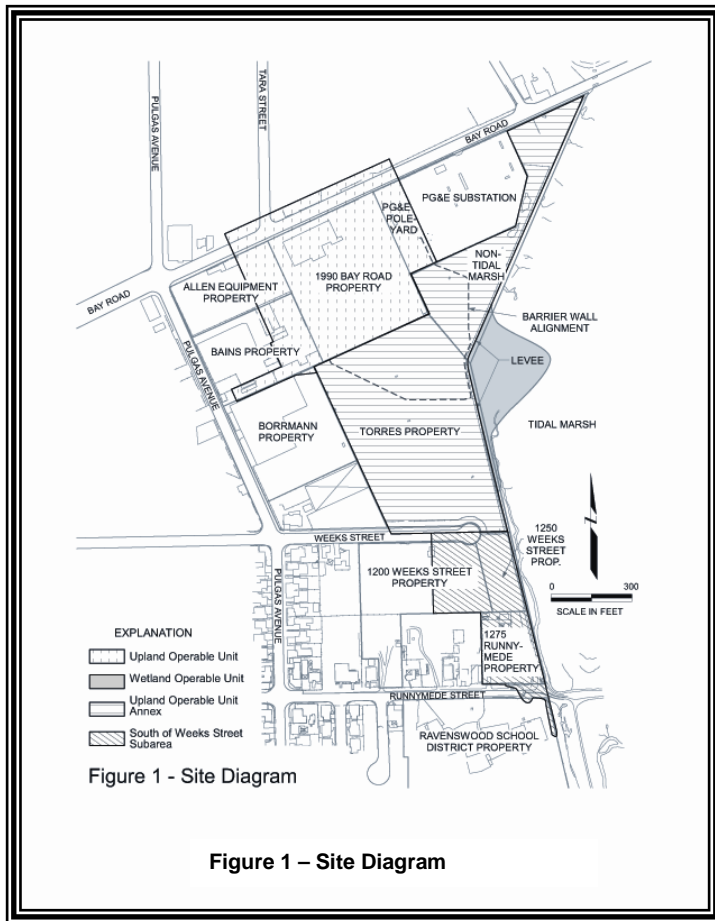 PULGAS AVENUE
TARA STREET
BAY ROAD
PG&E SUBSTATION
PG&E
POLE-
YARD
NON-
TIDAL
MARSH
1990 BAY ROAD
PROPERTY
ALLEN EQUIPMENT
PROPERTY
BAY ROAD
BARRIER WALL
ALIGNMENT
BAINS PROPERTY
LEVEE
PULGAS AVENUE
BORRMANN
PROPERTY
TORRES PROPERTY
TIDAL MARSH
WEEKS STREET
1250
WEEKS
STREET
PROP.
Z
1200 WEEKS STREET
PROPERTY
PULGAS AVENUE
0 300
SCALE IN FEET
1275
RUNNY-
MEDE
PROPERTY
RUNNYMEDE STREET
RAVENSWOOD SCHOOL
DISTRICT PROPERTY
EXPLANATION
Upland Operable Unit
Wetland Operable Unit
Upland Operable Unit
Annex
South of Weeks Street
Subarea
Figure 1 - Site Diagram
Figure 1 – Site Diagram